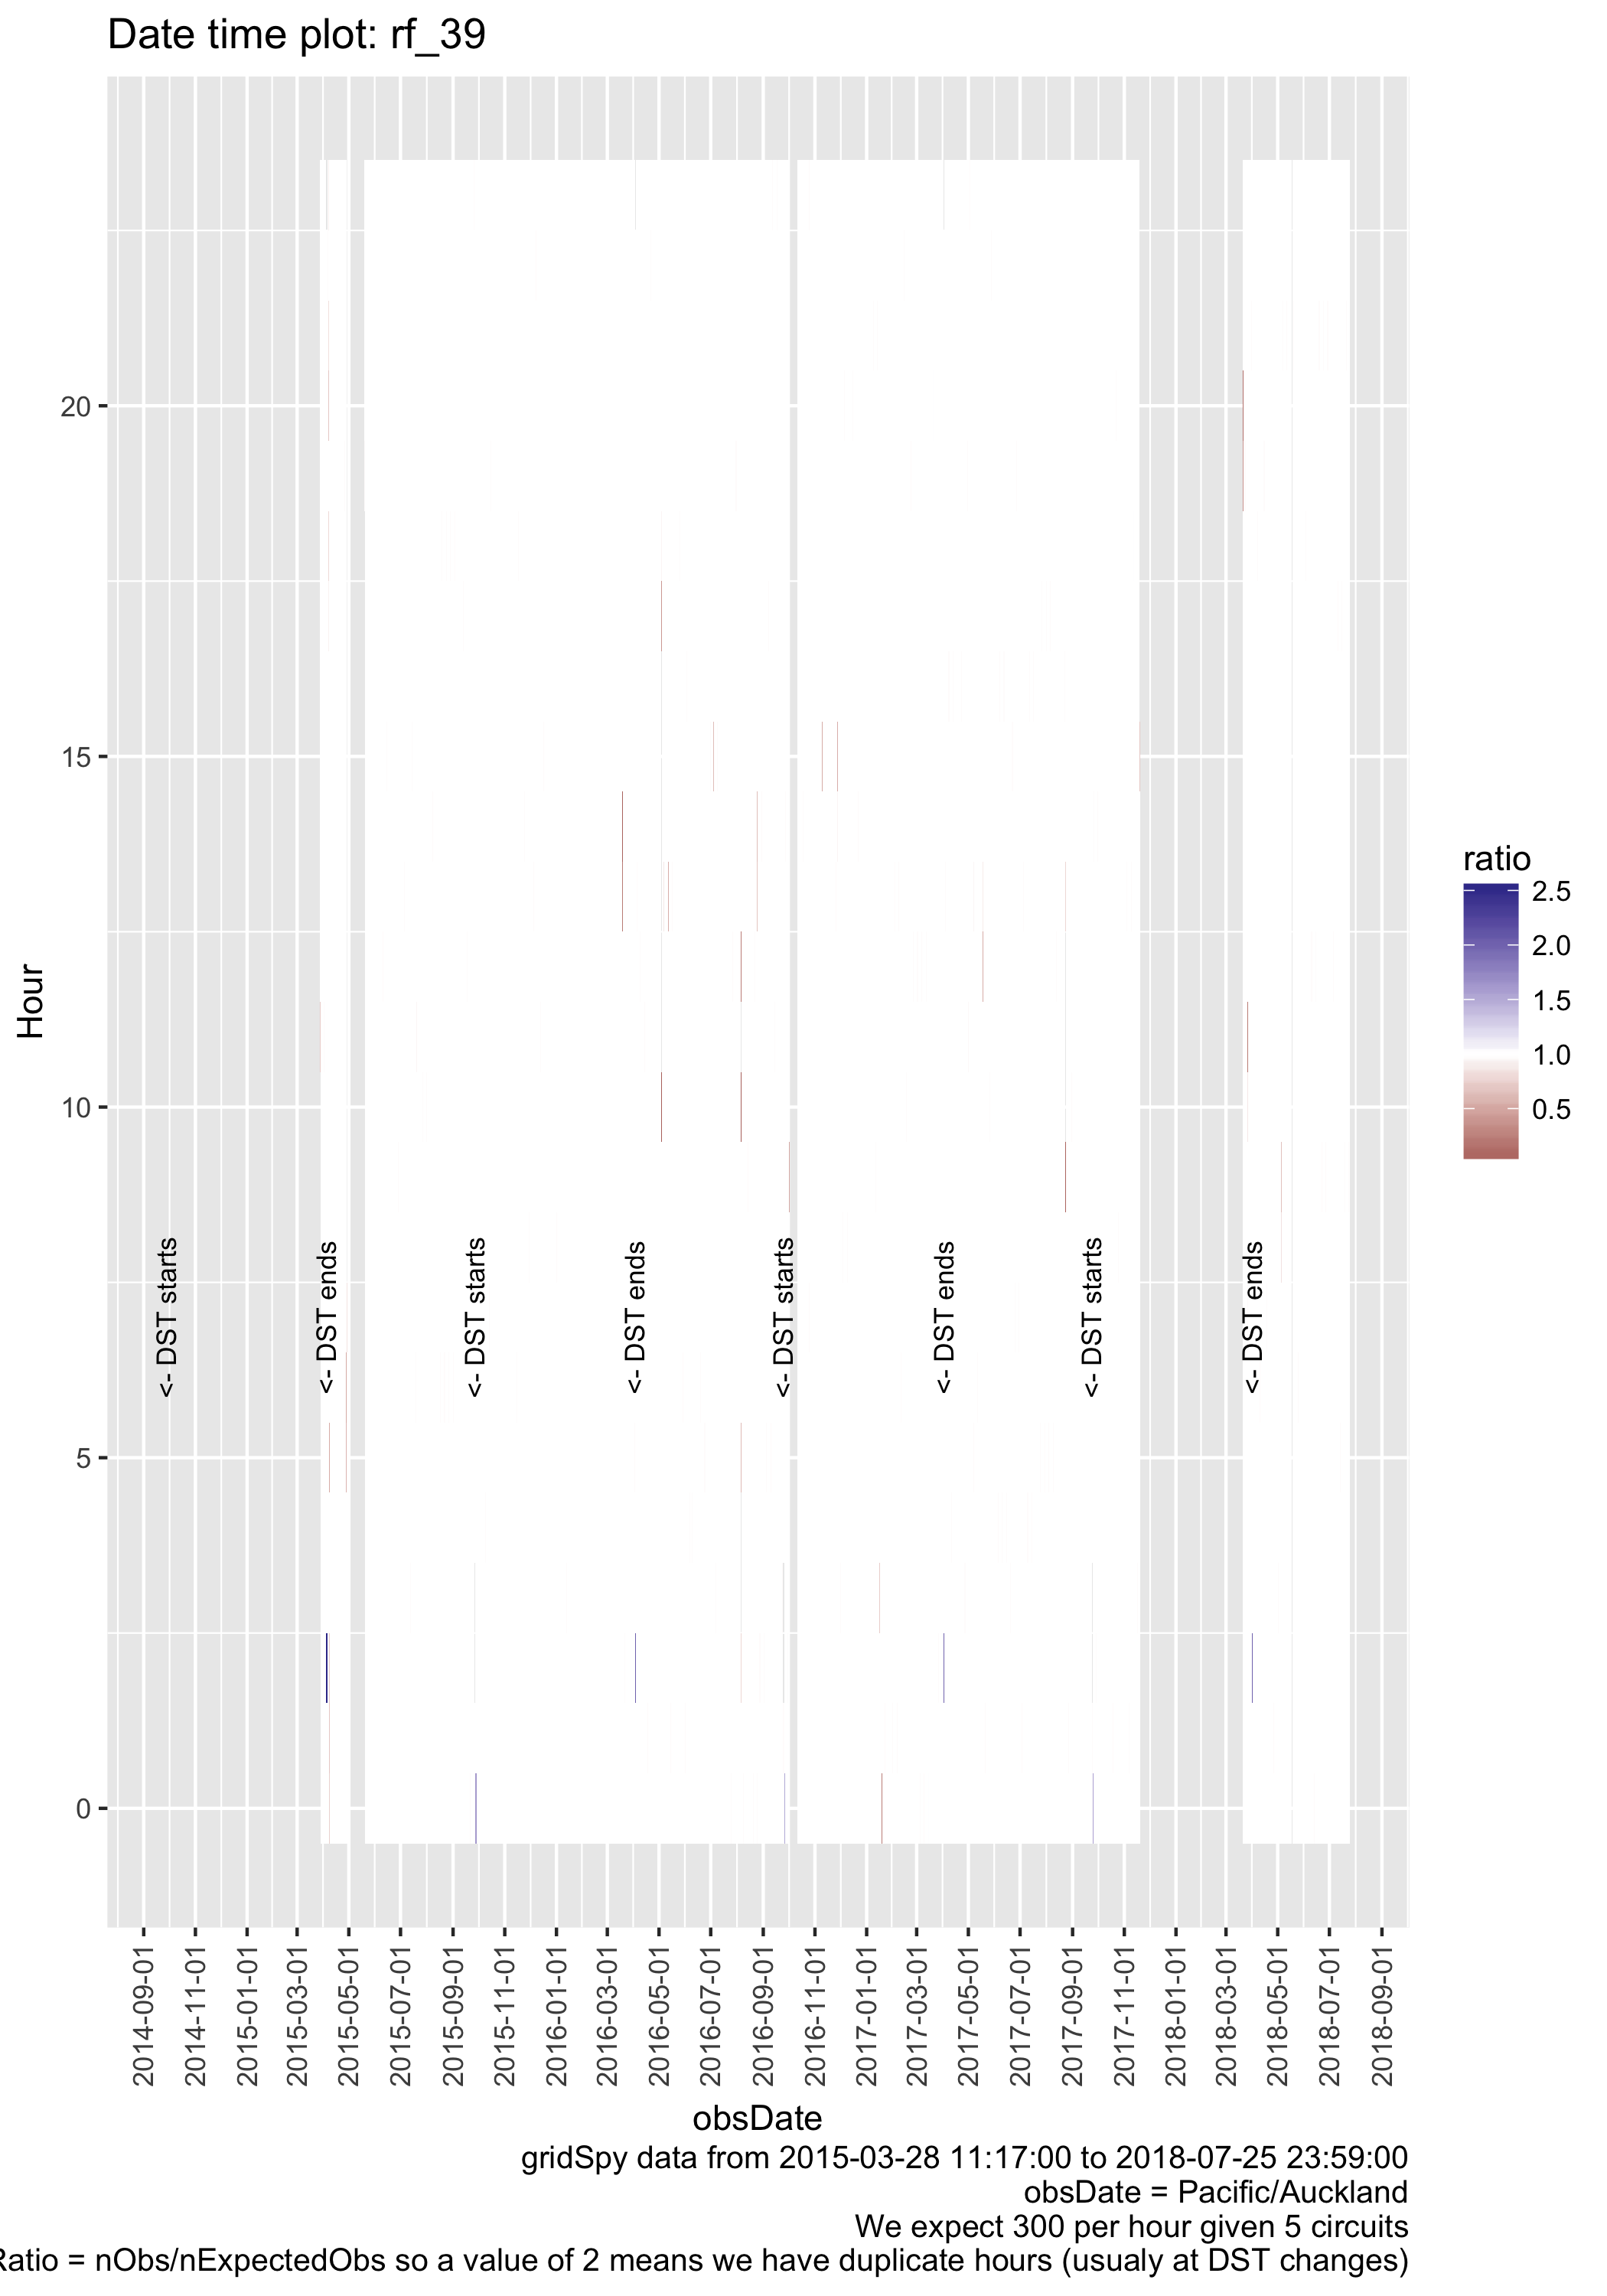 Date time plot: rf_39
Hour
20
15
10
5
0
<- DST starts
<- DST ends
<- DST starts
<- DST ends
<- DST starts
<- DST ends
<- DST starts
<- DST ends
2014-09-01
2014-11-01
2015-01-01
2015-03-01
2015-05-01
2015-07-01
2015-09-01
2015-11-01
2016-01-01
2016-03-01
2016-05-01
2016-07-01
2016-09-01
2016-11-01
2017-01-01
2017-03-01
2017-05-01
2017-07-01
2017-09-01
2017-11-01
2018-01-01
2018-03-01
2018-05-01
2018-07-01
2018-09-01
obsDate
ratio
2.5
2.0
1.5
1.0
0.5
gridSpy data from 2015-03-28 11:17:00 to 2018-07-25 23:59:00
obsDate = Pacific/Auckland
We expect 300 per hour given 5 circuits
Ratio = nObs/nExpectedObs so a value of 2 means we have duplicate hours (usualy at DST changes)